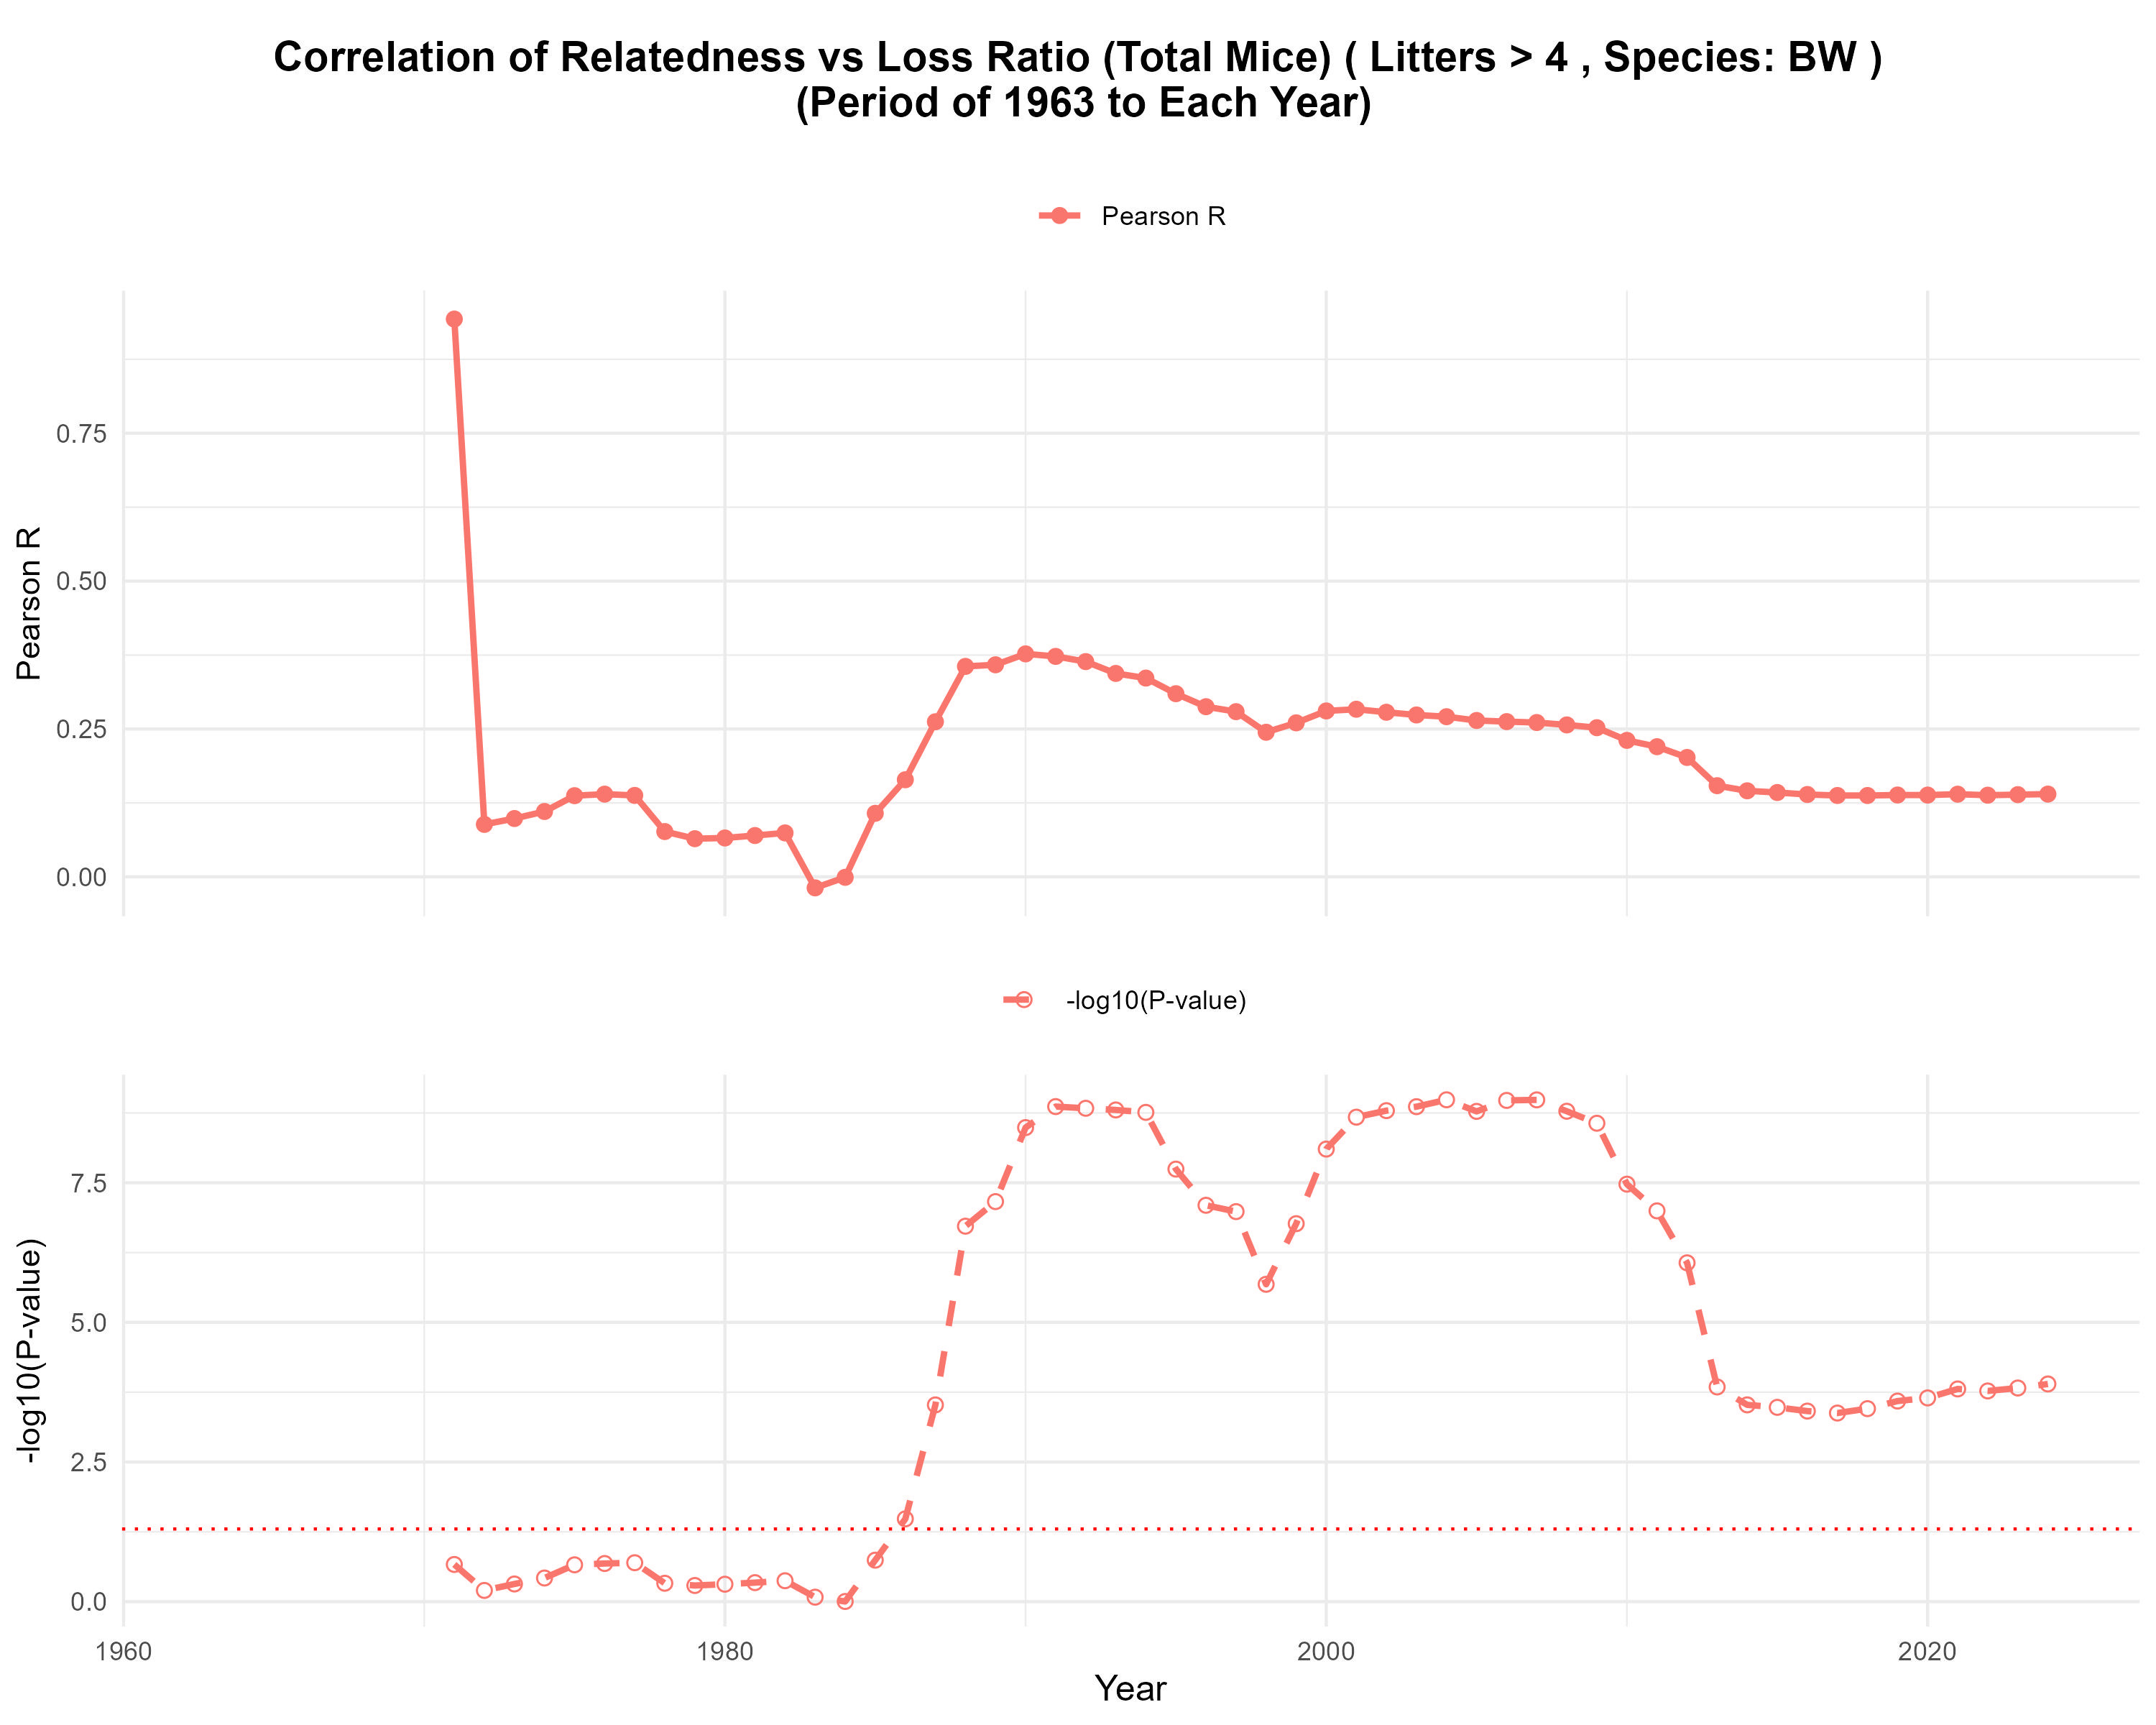 Correlation of Relatedness vs Loss Ratio (Total Mice) ( Litters > 4 , Species: BW )
(Period of 1963 to Each Year)
Pearson R
Pearson R
0.75
0.50
0.25
0.00
-log10(P-value)
-log10(P-value)
7.5
5.0
2.5
0.0
1960 1980 2000 2020
Year